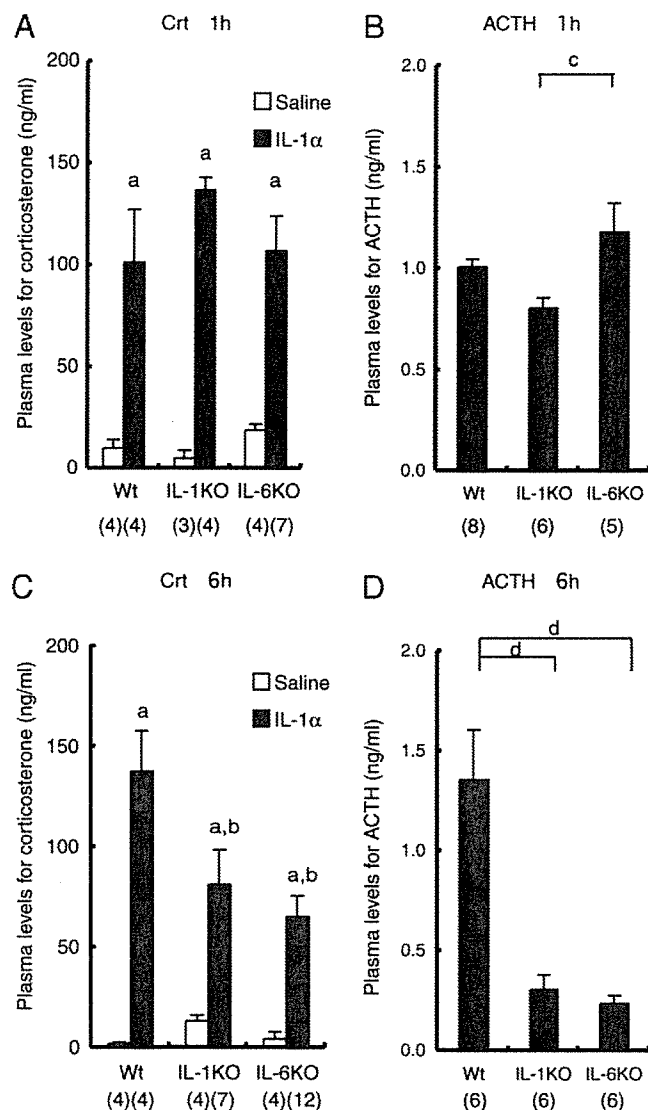 A
Crt 1h
Plasma levels for corticosterone (ng/ml)
200
150
100
50
0
Saline
IL-1α
a
a
a
Wt
IL-1KO
IL-6KO
(4)(4)
(3)(4)
(4)(7)
B
ACTH 1h
Plasma levels for ACTH (ng/ml)
2.0
1.5
1.0
0.5
0.0
c
Wt
IL-1KO
IL-6KO
(8)
(6)
(5)
C
Crt 6h
Plasma levels for corticosterone (ng/ml)
200
150
100
50
0
Saline
IL-1α
a
a,b
a,b
Wt
IL-1KO
IL-6KO
(4)(4)
(4)(7)
(4)(12)
D
ACTH 6h
Plasma levels for ACTH (ng/ml)
2.0
1.5
1.0
0.5
0.0
d
d
Wt
IL-1KO
IL-6KO
(6)
(6)
(6)